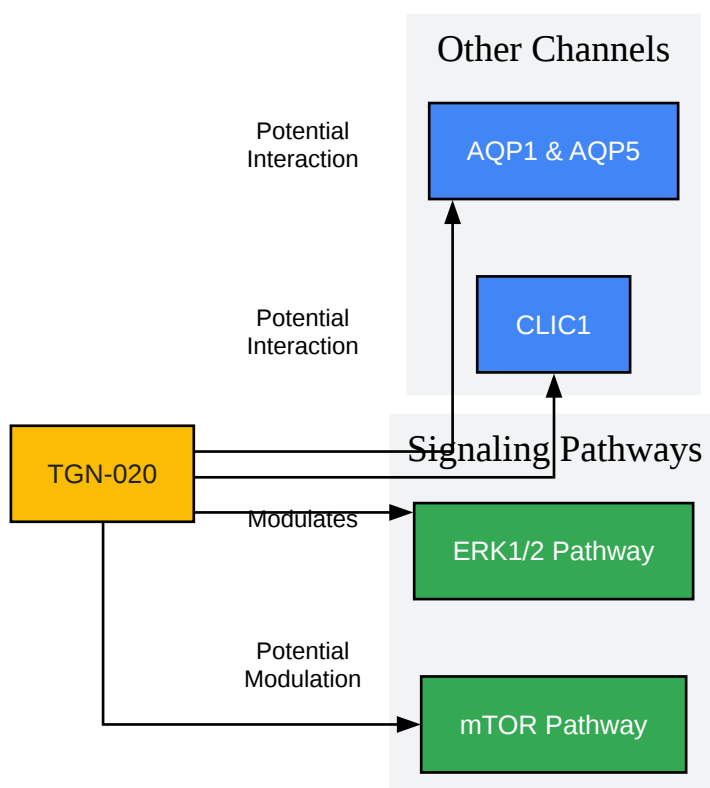 Other Channels
Potential
Interaction
AQP1 & AQP5
Potential
Interaction
CLIC1
Signaling Pathways
TGN-020
Modulates
ERK1/2 Pathway
Potential
Modulation
mTOR Pathway